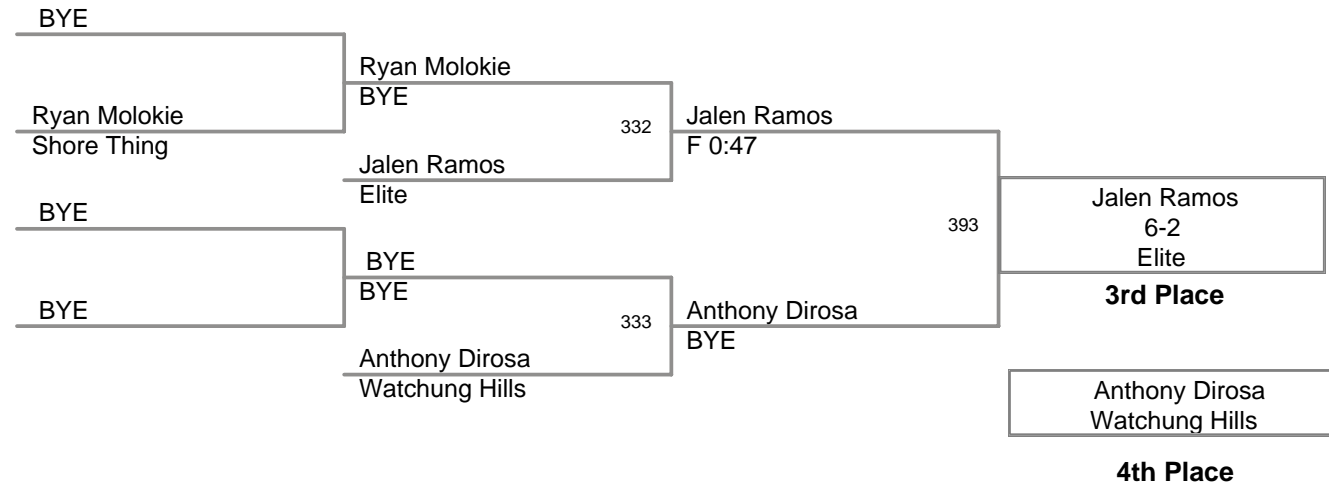 BYE
Ryan Molokie
BYE
Ryan Molokie
Shore Thing
332
Jalen Ramos
F 0:47
Jalen Ramos
Elite
BYE
393
Jalen Ramos
6-2
Elite
3rd Place
BYE
BYE
BYE
333
Anthony Dirosa
BYE
Anthony Dirosa
Watchung Hills
Anthony Dirosa
Watchung Hills
4th Place